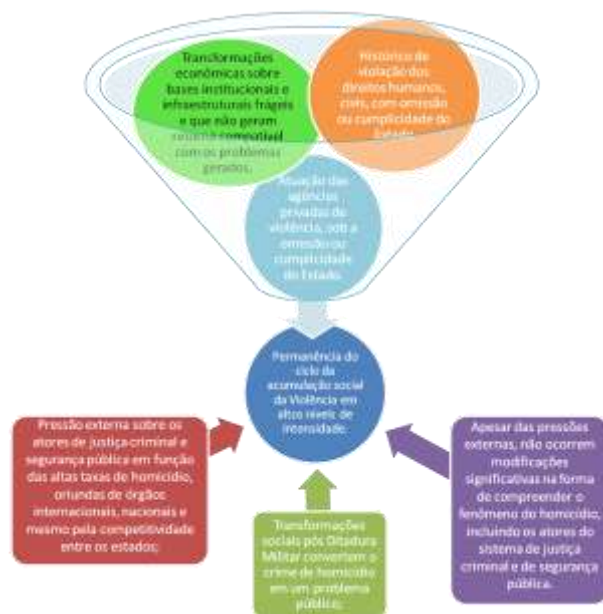 Transformações
econômicas sobre
bases institucionais e
infraestruturais frágeis
e que não geram
compatível
com os problemas
gerados;
Histórico de
violação dos
direitos humanos,
civis, com omissão
ou cumplicidade do
Estado
Atuação das
agências
privadas de
violência, sob a
omissão ou
cumplicidade
do Estado
Permanência do
ciclo da
acumulação social
da Violência em
altos níveis de
intensidade.
Pressão externa sobre os
atores de justiça criminal e
segurança pública em função
das altas taxas de homicídio,
oriundas de órgãos
internacionais, nacionais e
mesmo pela competitividade
entre os estados;
Transformações
sociais pós Ditadura
Militar convertem o
crime de homicídio
em um problema
público;
Apesar das pressões
externas, não ocorrem
modificações
significativas na forma
de compreender o
fenômeno do homicídio,
incluindo os atores do
sistema de justiça
criminal e de segurança
pública.